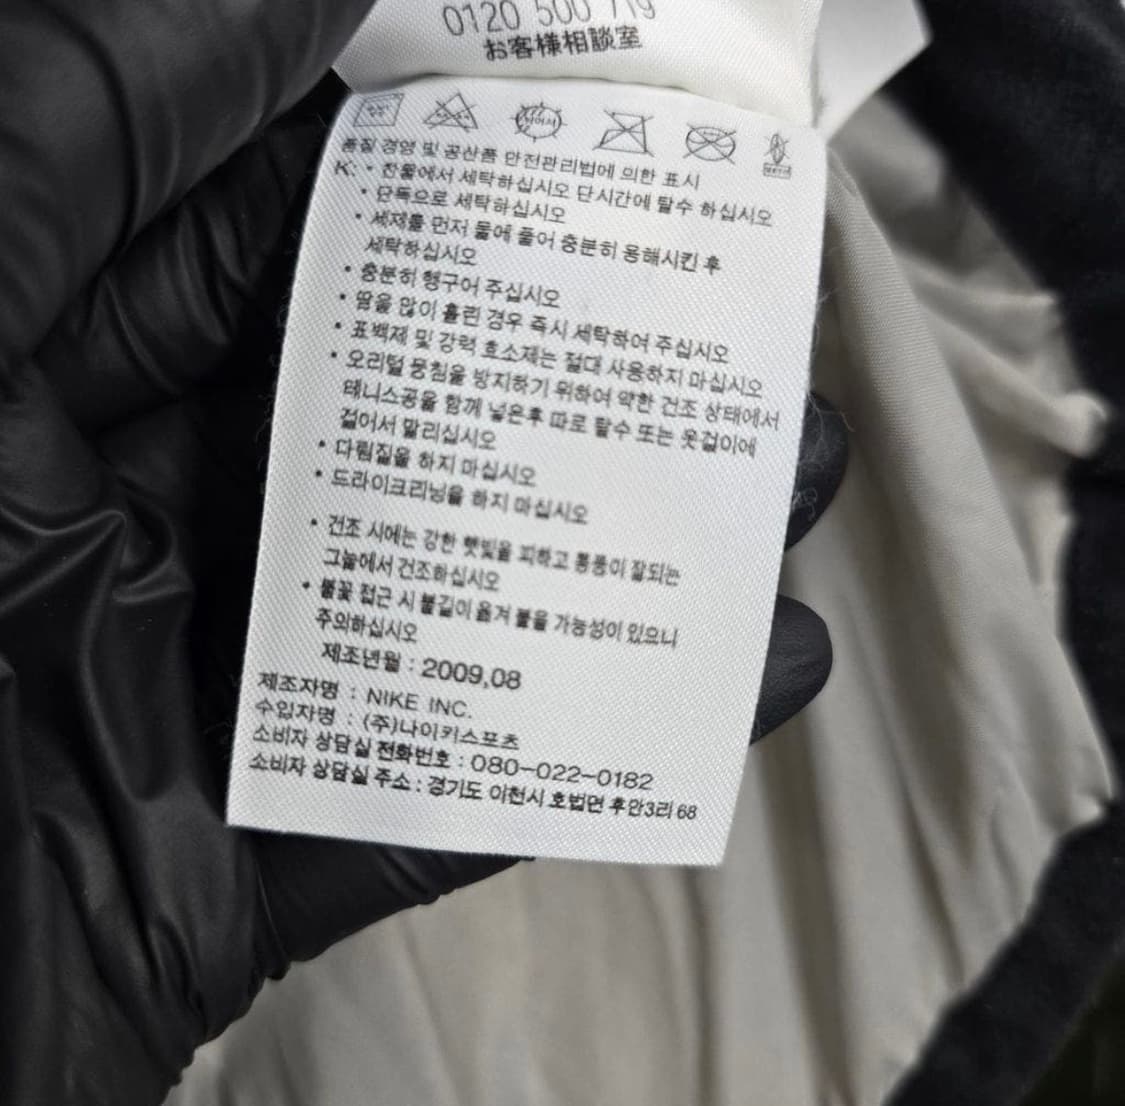 0120 500 719
お客様相談室
품질 경영 및 공산품 안전관리법에 의한 표시
K: • 찬물에서 세탁하십시오 단시간에 탈수 하십시오
• 단독으로 세탁하십시오
• 세제를 먼저 물에 풀어 충분히 용해시킨 후
세탁하십시오
• 충분히 헹구어 주십시오
• 땀을 많이 흘린 경우 즉시 세탁하여 주십시오
• 표백제 및 강력 효소제는 절대 사용하지 마십시오
• 오리털 뭉침을 방지하기 위하여 약한 건조 상태에서
테니스공을 함께 넣은후 따로 탈수 또는 옷걸이에
걸어서 말리십시오
• 다림질을 하지 마십시오
• 드라이크리닝을 하지 마십시오
• 건조 시에는 강한 햇빛을 피하고 통풍이 잘되는
그늘에서 건조하십시오
• 불꽃 접근 시 불길이 옮겨 붙을 가능성이 있으니
주의하십시오
제조년월 : 2009,08
제조자명 : NIKE INC.
수입자명 : (주)나이키스포츠
소비자 상담실 전화번호 : 080-022-0182
소비자 상담실 주소 : 경기도 이천시 호법면 후안3리 68